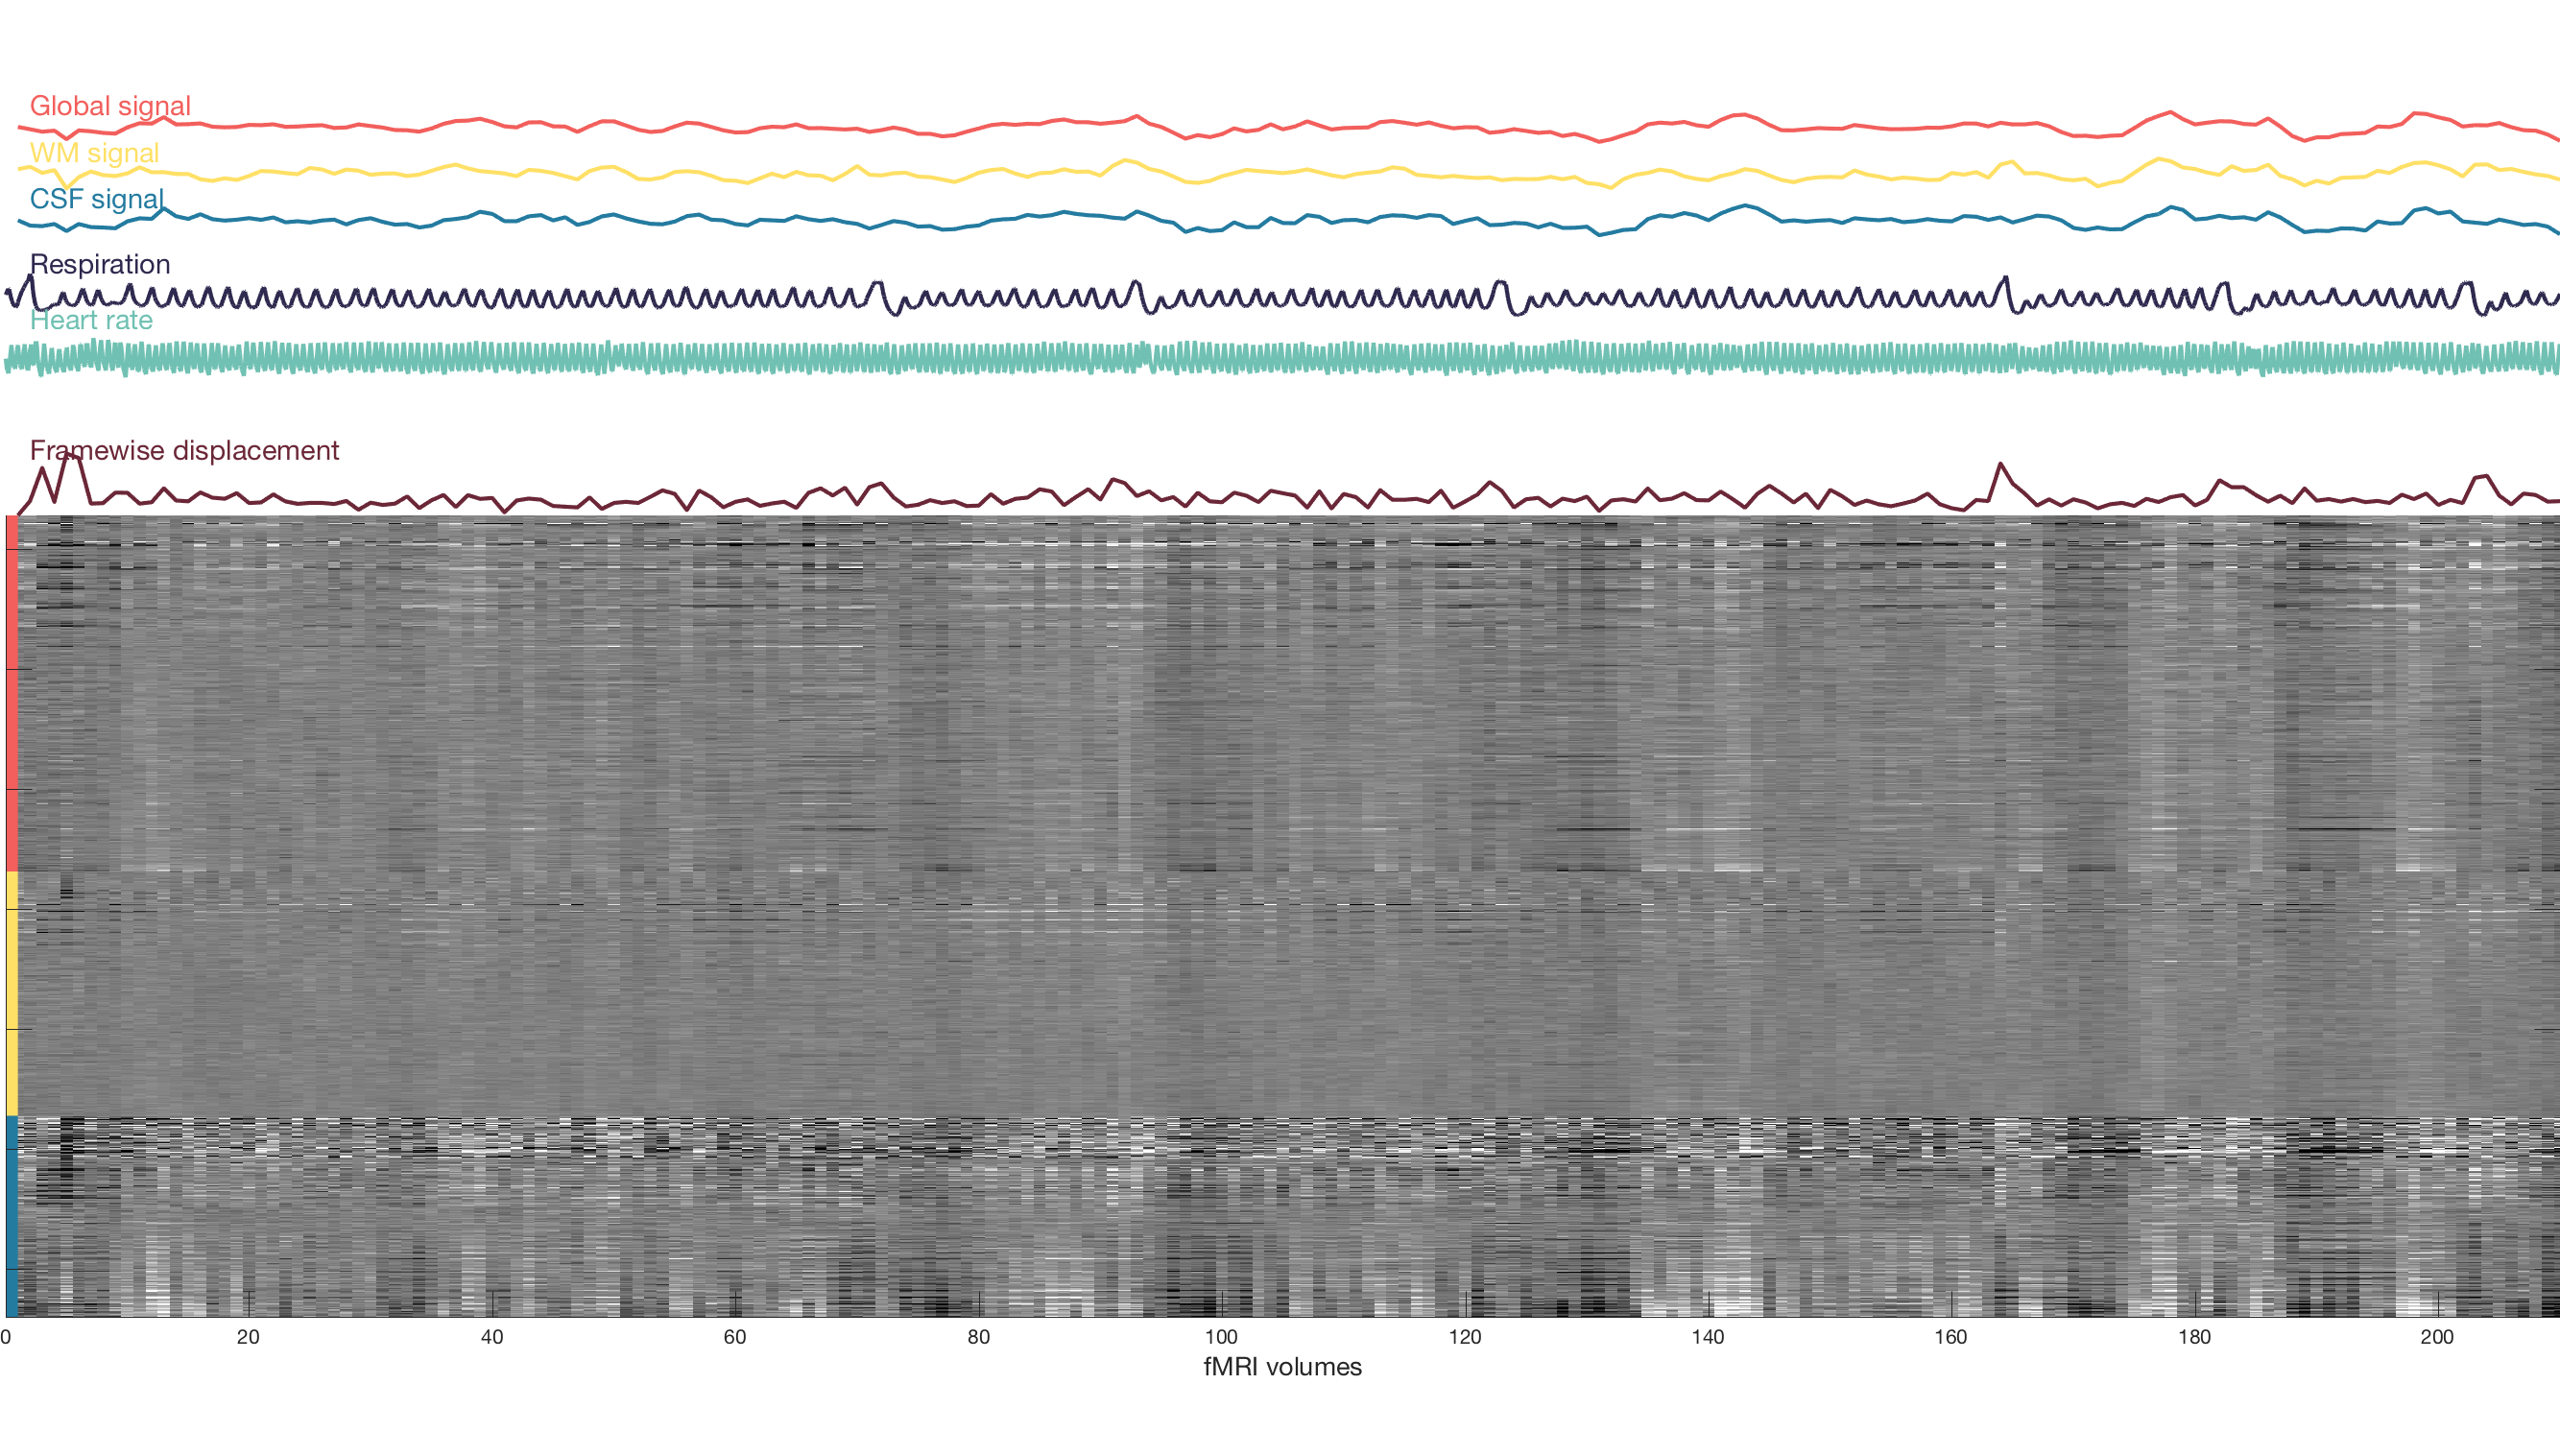 Global signal
WM signal
CSF signal
Respiration
Heart rate
Framewise displacement
0 20 40 60 80 100 120 140 160 180 200
fMRI volumes